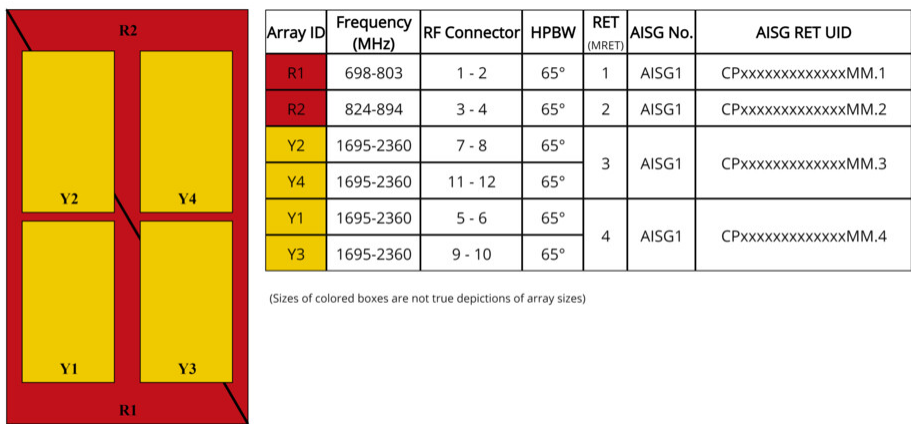 R2
Y2 Y4
Y1 Y3
R1
Array ID Frequency (MHz) RF Connector HPBW RET (MRET) AISG No. AISG RET UID
R1 698-803 1 - 2 65° 1 AISG1 CPxxxxxxxxxxxxxMM.1
R2 824-894 3 - 4 65° 2 AISG1 CPxxxxxxxxxxxxxMM.2
Y2 1695-2360 7 - 8 65° 3 AISG1 CPxxxxxxxxxxxxxMM.3
Y4 1695-2360 11 - 12 65°
Y1 1695-2360 5 - 6 65° 4 AISG1 CPxxxxxxxxxxxxxMM.4
Y3 1695-2360 9 - 10 65°
(Sizes of colored boxes are not true depictions of array sizes)